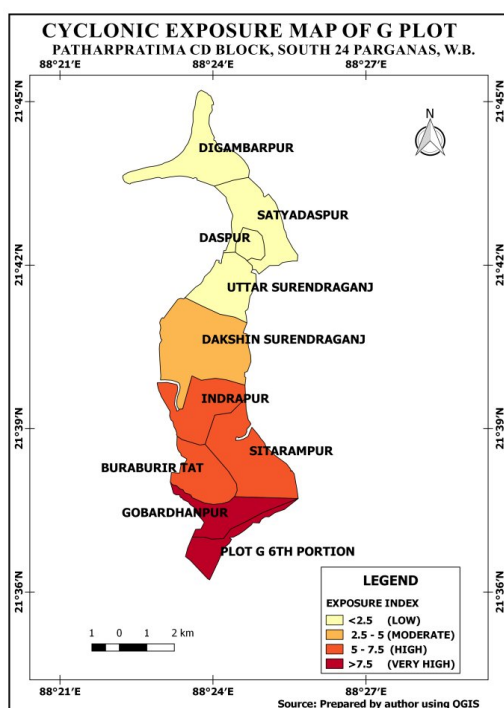 CYCLONIC EXPOSURE MAP OF G PLOT
PATHARPRATIMA CD BLOCK, SOUTH 24 PARGANAS, W.B.
88°21'E 88°24'E 88°27'E
21°45'N 21°45'N
N
DIGAMBARPUR
SATYADASPUR
DASPUR
21°42'N 21°42'N
UTTAR SURENDRAGANJ
DAKSHIN SURENDRAGANJ
INDRAPUR
21°39'N 21°39'N
SITARAMPUR
BURABURIR TAT
GOBARDHANPUR
PLOT G 6TH PORTION
21°36'N 21°36'N
LEGEND
EXPOSURE INDEX
<2.5 (LOW)
2.5 - 5 (MODERATE)
5 - 7.5 (HIGH)
>7.5 (VERY HIGH)
1 0 1 2 km
88°21'E 88°24'E 88°27'E
Source: Prepared by author using QGIS